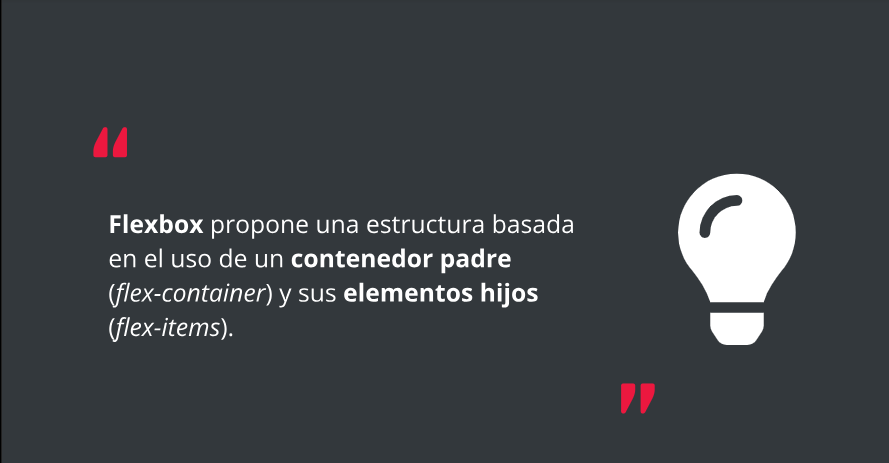 “
Flexbox propone una estructura basada
en el uso de un contenedor padre
(flex-container) y sus elementos hijos
(flex-items).
”